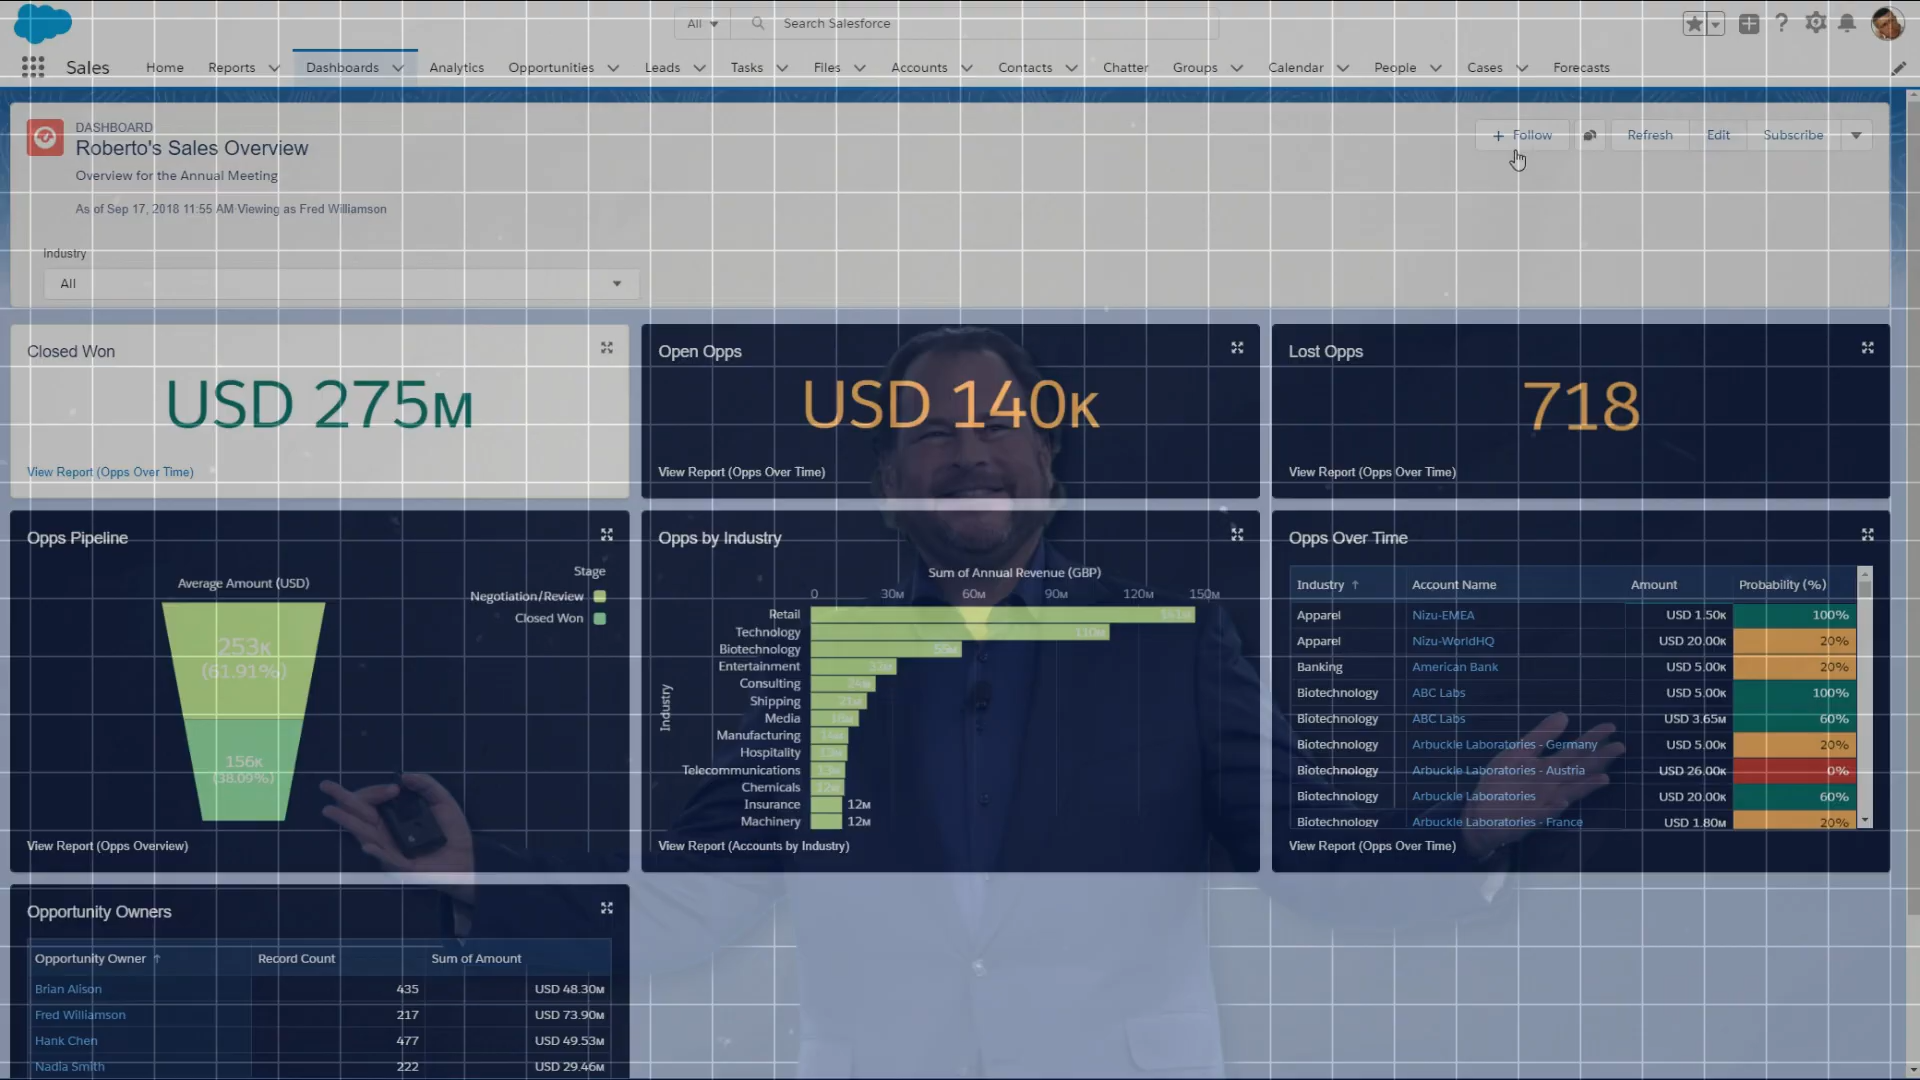 All
Search Salesforce
Sales
Home
Reports
Dashboards
Analytics
Opportunities
Leads
Tasks
Files
Accounts
Contacts
Chatter
Groups
Calendar
People
Cases
Forecasts
DASHBOARD
Roberto's Sales Overview
Overview for the Annual Meeting
As of Sep 17, 2018 11:55 AM·Viewing as Fred Williamson
+ Follow
Refresh
Edit
Subscribe
Industry
All
Closed Won
USD 275M
View Report (Opps Over Time)
Open Opps
USD 140K
View Report (Opps Over Time)
Lost Opps
718
View Report (Opps Over Time)
Opps Pipeline
Stage
Average Amount (USD)
Negotiation/Review
Closed Won
253K
(61.91%)
156K
(38.09%)
View Report (Opps Overview)
Opps by Industry
Sum of Annual Revenue (GBP)
0 30M 60M 90M 120M 150M
Industry
Retail
Technology 110M
Biotechnology 55M
Entertainment
Consulting 24M
Shipping 21M
Media
Manufacturing
Hospitality
Telecommunications
Chemicals 12M
Insurance 12M
Machinery 12M
View Report (Accounts by Industry)
Opps Over Time
Industry ↑ Account Name Amount Probability (%)
Apparel Nizu-EMEA USD 1.50K 100%
Apparel Nizu-WorldHQ USD 20.00K 20%
Banking American Bank USD 5.00K 20%
Biotechnology ABC Labs USD 5.00K 100%
Biotechnology ABC Labs USD 3.65M 60%
Biotechnology Arbuckle Laboratories - Germany USD 5.00K 20%
Biotechnology Arbuckle Laboratories - Austria USD 26.00K 0%
Biotechnology Arbuckle Laboratories USD 20.00K 60%
Biotechnology Arbuckle Laboratories - France USD 1.80M 20%
View Report (Opps Over Time)
Opportunity Owners
Opportunity Owner ↑ Record Count Sum of Amount
Brian Alison 435 USD 48.30M
Fred Williamson 217 USD 73.90M
Hank Chen 477 USD 49.53M
Nadia Smith 222 USD 29.46M